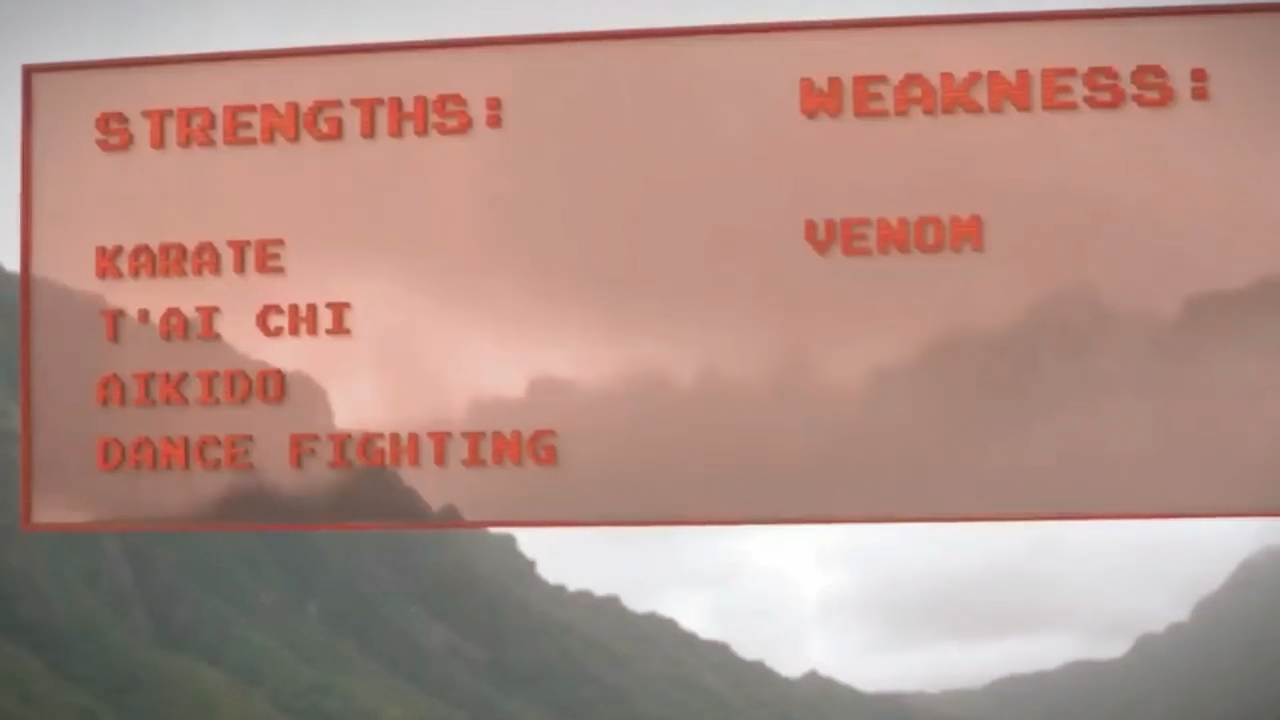 STRENGTHS:
KARATE
T'AI CHI
AIKIDO
DANCE FIGHTING
WEAKNESS:
VENOM